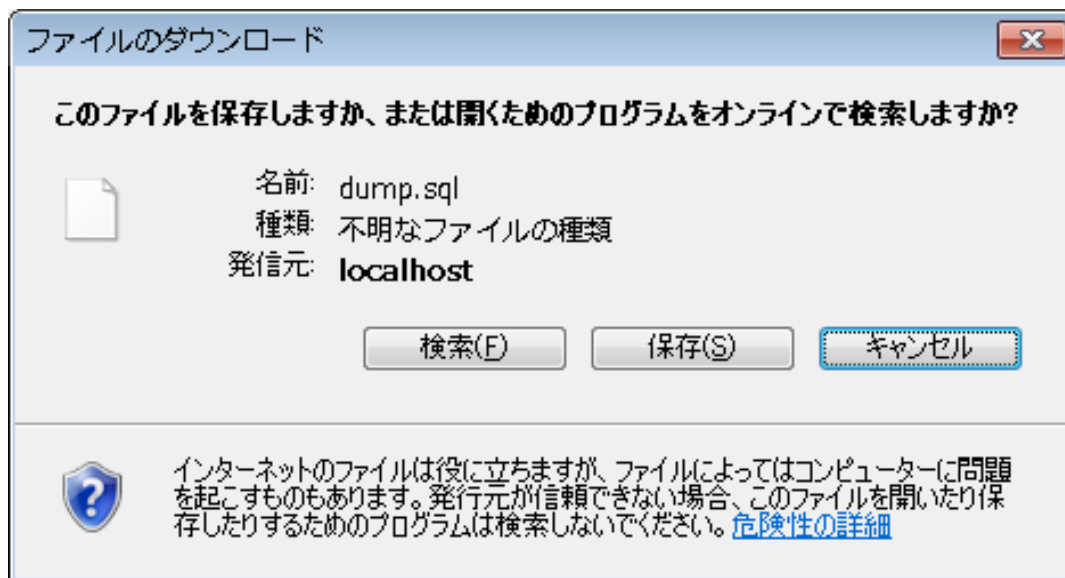 ファイルのダウンロード
このファイルを保存しますか、または開くためのプログラムをオンラインで検索しますか?
名前: dump.sql
種類: 不明なファイルの種類
発信元: localhost
検索(F) 保存(S) キャンセル
インターネットのファイルは役に立ちますが、ファイルによってはコンピューターに問題
を起こすものもあります。発行元が信頼できない場合、このファイルを開いたり保
存したりするためのプログラムは検索しないでください。危険性の詳細